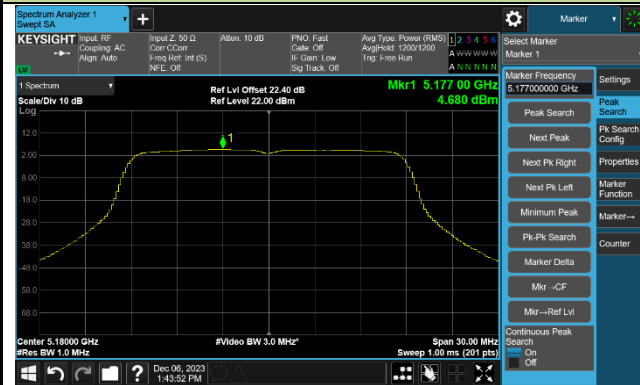 Spectrum Analyzer 1
Swept SA
Marker
KEYSIGHT
Input: RF
Coupling: AC
Align: Auto
Input Z: 50 Ω
Corr CCorr
Freq Ref: Int (S)
NFE: Off
Atten: 10 dB
PNO: Fast
Gate: Off
IF Gain: Low
Sig Track: Off
Avg Type: Power (RMS)
Avg|Hold: 1200/1200
Trig: Free Run
1 2 3 4 5 6
A W W W W W
A N N N N N
LXI
1 Spectrum
Scale/Div 10 dB
Log
Ref Lvl Offset 22.40 dB
Ref Level 22.00 dBm
Mkr1 5.177 00 GHz
4.680 dBm
1
12.0
2.00
-8.00
-18.0
-28.0
-38.0
-48.0
-58.0
-68.0
Center 5.18000 GHz
#Res BW 1.0 MHz
#Video BW 3.0 MHz*
Span 30.00 MHz
Sweep 1.00 ms (201 pts)
Select Marker
Marker 1
Marker Frequency
5.177000000 GHz
Peak Search
Next Peak
Next Pk Right
Next Pk Left
Minimum Peak
Pk-Pk Search
Marker Delta
Mkr→CF
Mkr→Ref Lvl
Continuous Peak
Search
On
Off
Settings
Peak
Search
Pk Search
Config
Properties
Marker
Function
Marker→
Counter
?
Dec 06, 2023
1:43:52 PM